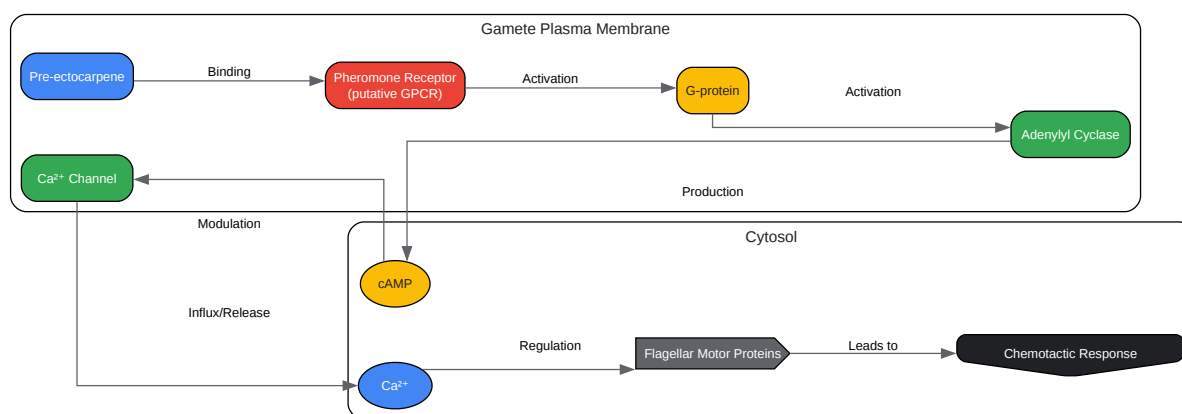 Gamete Plasma Membrane
Pre-ectocarpene
Binding
Pheromone Receptor
(putative GPCR)
Activation
G-protein
Activation
Adenylyl Cyclase
Ca²⁺ Channel
Production
Modulation
Cytosol
cAMP
Influx/Release
Regulation
Flagellar Motor Proteins
Leads to
Chemotactic Response
Ca²⁺